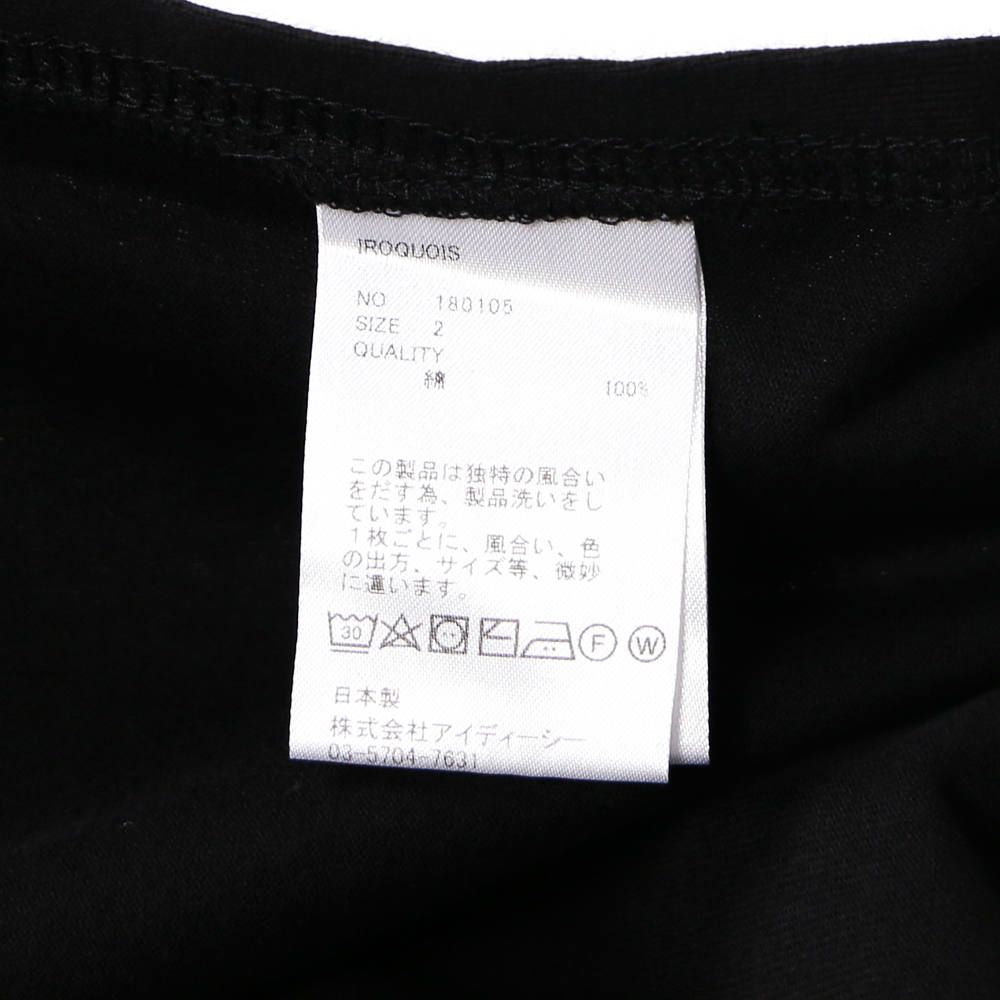 IROQUOIS
NO 180105
SIZE 2
QUALITY
綿 100%
この製品は独特の風合い
をだす為、製品洗いをし
ています。
1枚ごとに、風合い、色
の出方、サイズ等、微妙
に違います。
30 F W
日本製
株式会社アイディーシー
03-5704-7631